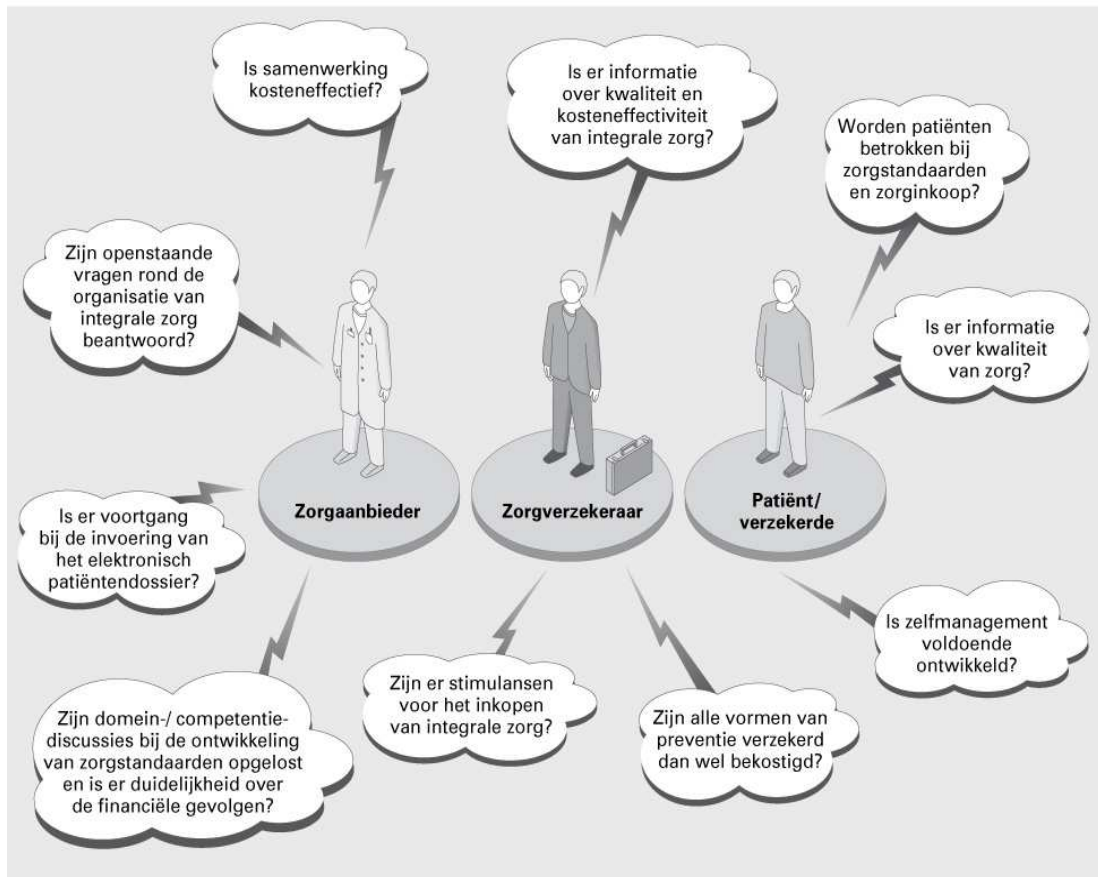 Is samenwerking
kosteneffectief?
Is er informatie
over kwaliteit en
kosteneffectiviteit
van integrale zorg?
Worden patiënten
betrokken bij
zorgstandaarden
en zorginkoop?
Zijn openstaande
vragen rond de
organisatie van
integrale zorg
beantwoord?
Is er informatie
over kwaliteit
van zorg?
Zorgaanbieder
Zorgverzekeraar
Patiënt/
verzekerde
Is er voortgang
bij de invoering van
het elektronisch
patiëntendossier?
Is zelfmanagement
voldoende
ontwikkeld?
Zijn domein-/ competentie-
discussies bij de ontwikkeling
van zorgstandaarden opgelost
en is er duidelijkheid over
de financiële gevolgen?
Zijn er stimulansen
voor het inkopen
van integrale zorg?
Zijn alle vormen van
preventie verzekerd
dan wel bekostigd?